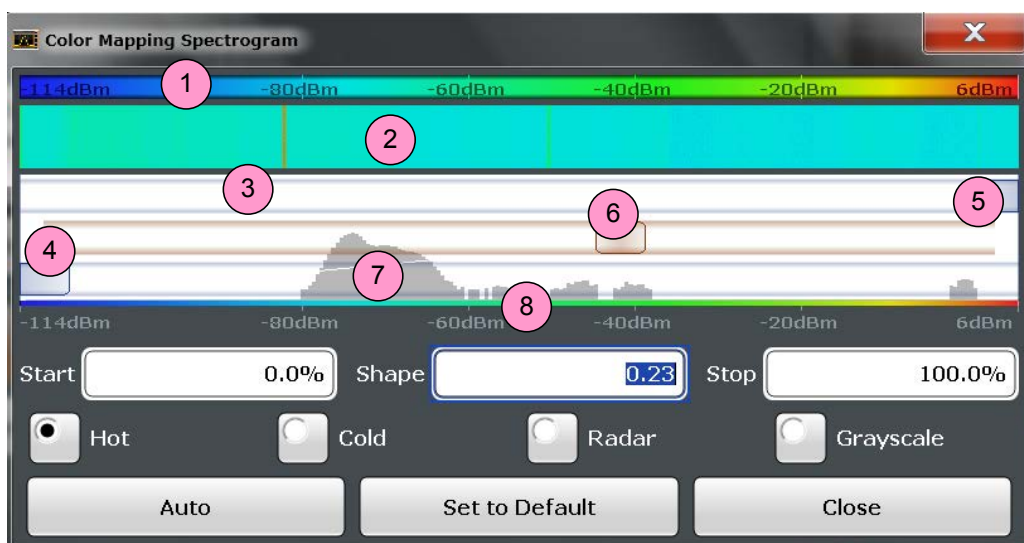 Color Mapping Spectrogram
X
-114dBm -80dBm -60dBm -40dBm -20dBm 6dBm
1
2
3
5
6
4
7
8
-114dBm -80dBm -60dBm -40dBm -20dBm 6dBm
Start 0.0% Shape 0.23 Stop 100.0%
Hot Cold Radar Grayscale
Auto Set to Default Close